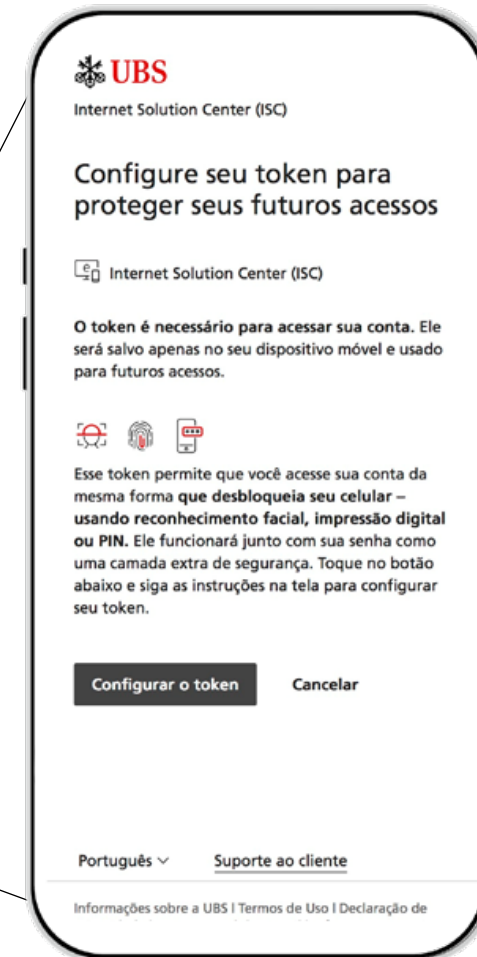 UBS
Internet Solution Center (ISC)
Configure seu token para
proteger seus futuros acessos
Internet Solution Center (ISC)
O token é necessário para acessar sua conta. Ele
será salvo apenas no seu dispositivo móvel e usado
para futuros acessos.
Esse token permite que você acesse sua conta da
mesma forma que desbloqueia seu celular –
usando reconhecimento facial, impressão digital
ou PIN. Ele funcionará junto com sua senha como
uma camada extra de segurança. Toque no botão
abaixo e siga as instruções na tela para configurar
seu token.
Configurar o token Cancelar
Português Suporte ao cliente
Informações sobre a UBS I Termos de Uso I Declaração de